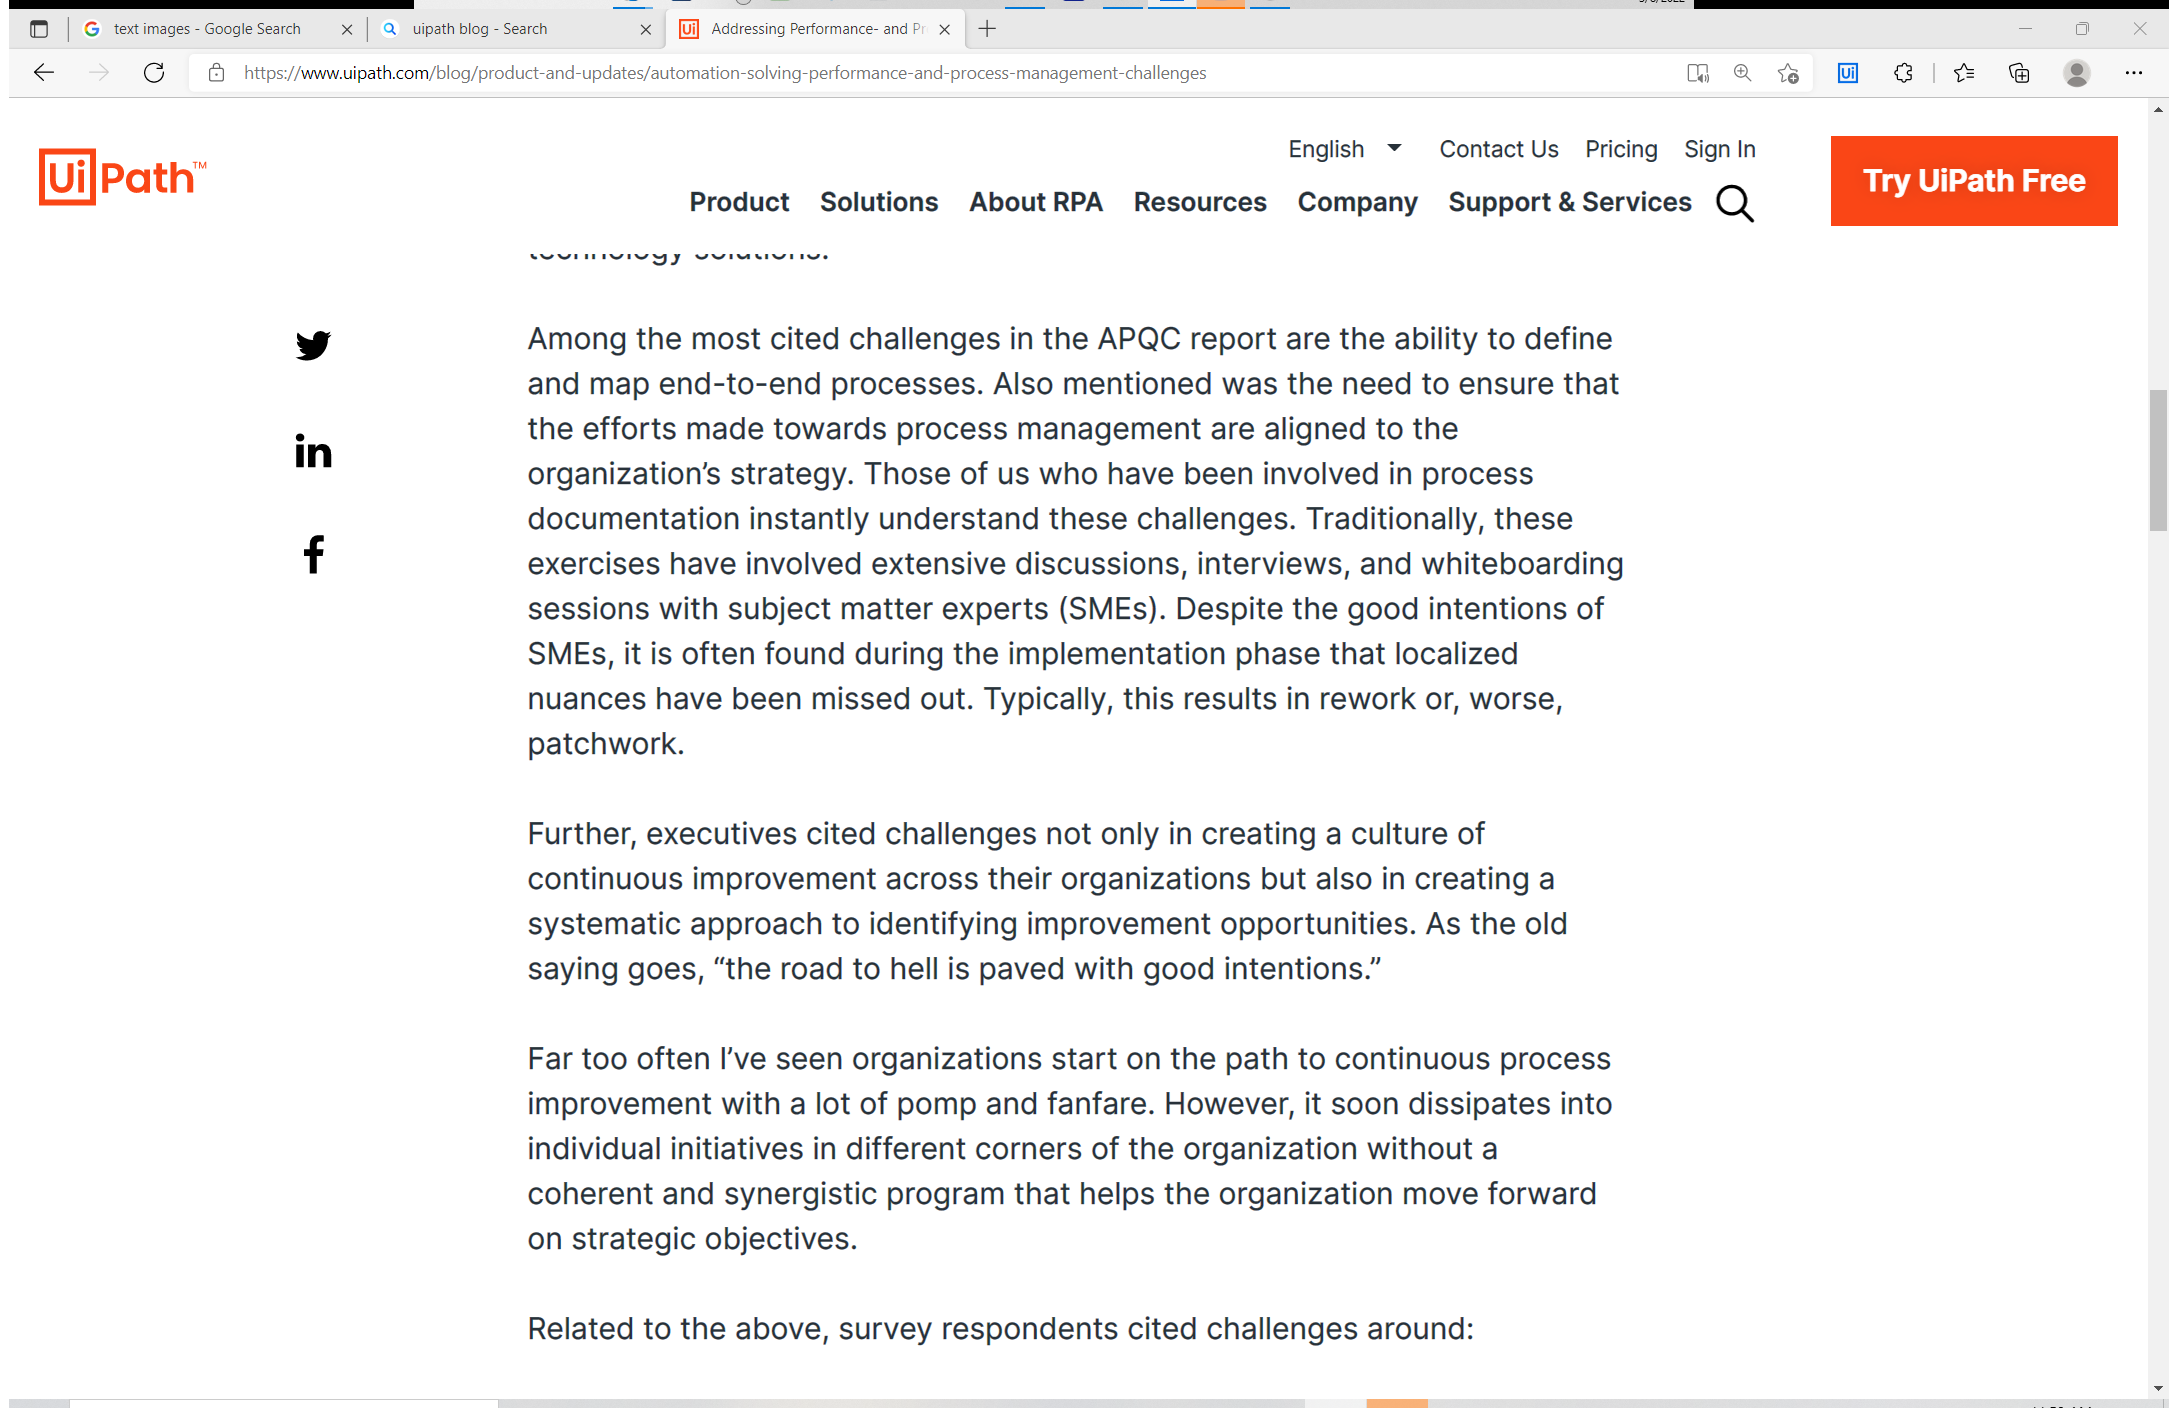 text images - Google Search
uipath blog - Search
Addressing Performance- and Pr
https://www.uipath.com/blog/product-and-updates/automation-solving-performance-and-process-management-challenges
UiPath™
English
Contact Us
Pricing
Sign In
Product
Solutions
About RPA
Resources
Company
Support & Services
Try UiPath Free
technology solutions.
Among the most cited challenges in the APQC report are the ability to define
and map end-to-end processes. Also mentioned was the need to ensure that
the efforts made towards process management are aligned to the
organization’s strategy. Those of us who have been involved in process
documentation instantly understand these challenges. Traditionally, these
exercises have involved extensive discussions, interviews, and whiteboarding
sessions with subject matter experts (SMEs). Despite the good intentions of
SMEs, it is often found during the implementation phase that localized
nuances have been missed out. Typically, this results in rework or, worse,
patchwork.
Further, executives cited challenges not only in creating a culture of
continuous improvement across their organizations but also in creating a
systematic approach to identifying improvement opportunities. As the old
saying goes, “the road to hell is paved with good intentions.”
Far too often I’ve seen organizations start on the path to continuous process
improvement with a lot of pomp and fanfare. However, it soon dissipates into
individual initiatives in different corners of the organization without a
coherent and synergistic program that helps the organization move forward
on strategic objectives.
Related to the above, survey respondents cited challenges around: